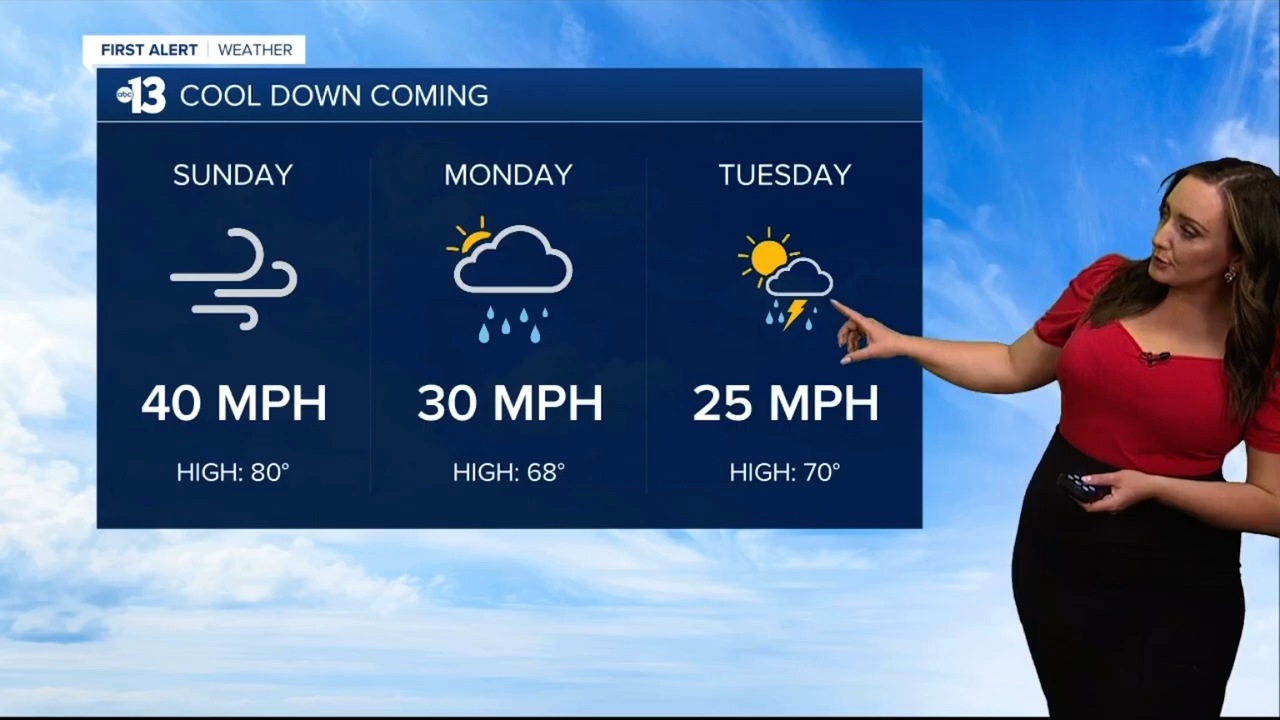 FIRST ALERT | WEATHER
abc 13 COOL DOWN COMING
SUNDAY MONDAY TUESDAY
40 MPH 30 MPH 25 MPH
HIGH: 80° HIGH: 68° HIGH: 70°